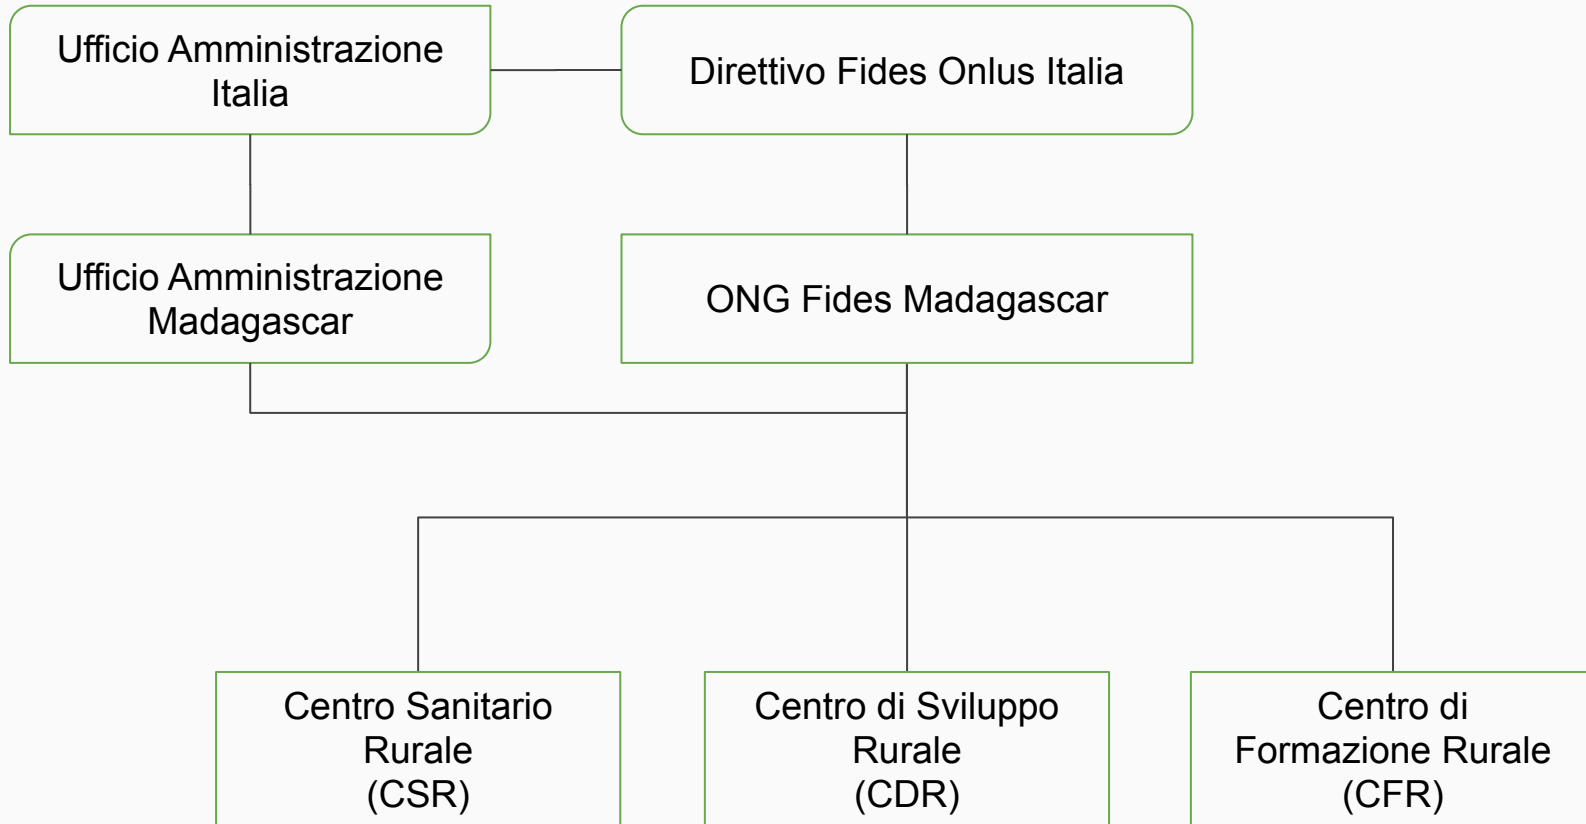 Ufficio Amministrazione
Italia
Direttivo Fides Onlus Italia
Ufficio Amministrazione
Madagascar
ONG Fides Madagascar
Centro Sanitario
Rurale
(CSR)
Centro di Sviluppo
Rurale
(CDR)
Centro di
Formazione Rurale
(CFR)